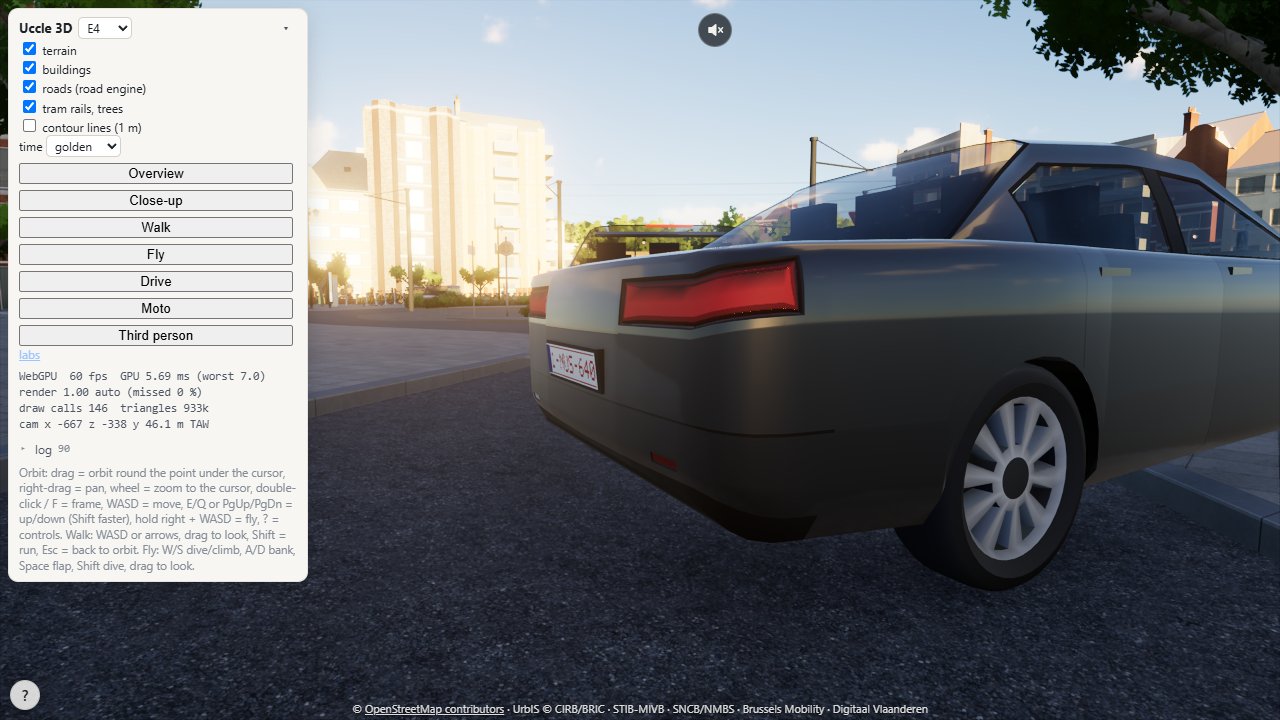 Uccle 3D E4
terrain
buildings
roads (road engine)
tram rails, trees
contour lines (1 m)
time golden
Overview
Close-up
Walk
Fly
Drive
Moto
Third person
labs
WebGPU 60 fps GPU 5.69 ms (worst 7.0)
render 1.00 auto (missed 0 %)
draw calls 146 triangles 933k
cam x -667 z -338 y 46.1 m TAW
log 90
Orbit: drag = orbit round the point under the cursor,
right-drag = pan, wheel = zoom to the cursor, double-
click / F = frame, WASD = move, E/Q or PgUp/PgDn =
up/down (Shift faster), hold right + WASD = fly, ? =
controls. Walk: WASD or arrows, drag to look, Shift =
run, Esc = back to orbit. Fly: W/S dive/climb, A/D bank,
Space flap, Shift dive, drag to look.
?
© OpenStreetMap contributors · UrbIS © CIRB/BRIC · STIB-MIVB · SNCB/NMBS · Brussels Mobility · Digitaal Vlaanderen